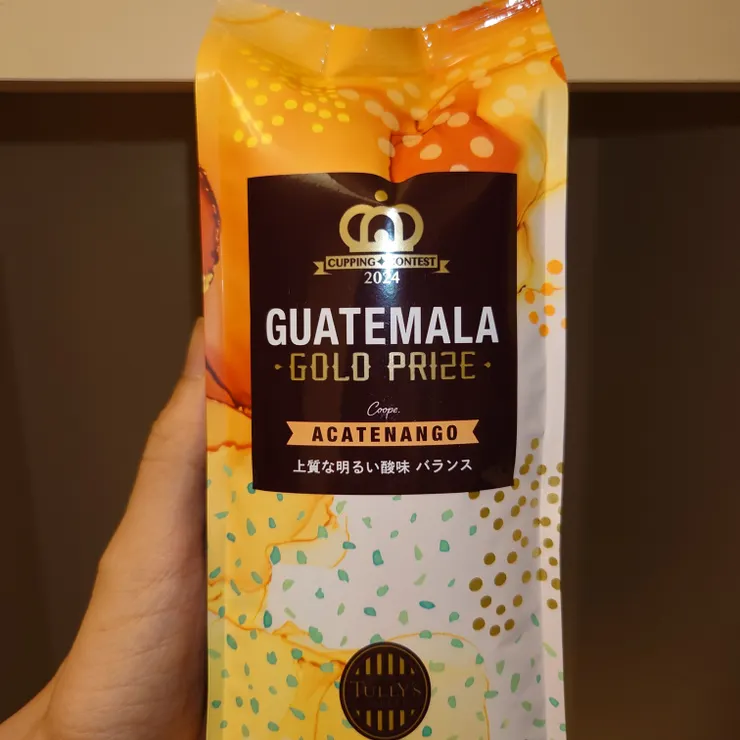 CUPPING CONTEST
2024
GUATEMALA
GOLD PRIZE
Coope.
ACATENANGO
上質な明るい酸味 バランス
TULLY'S